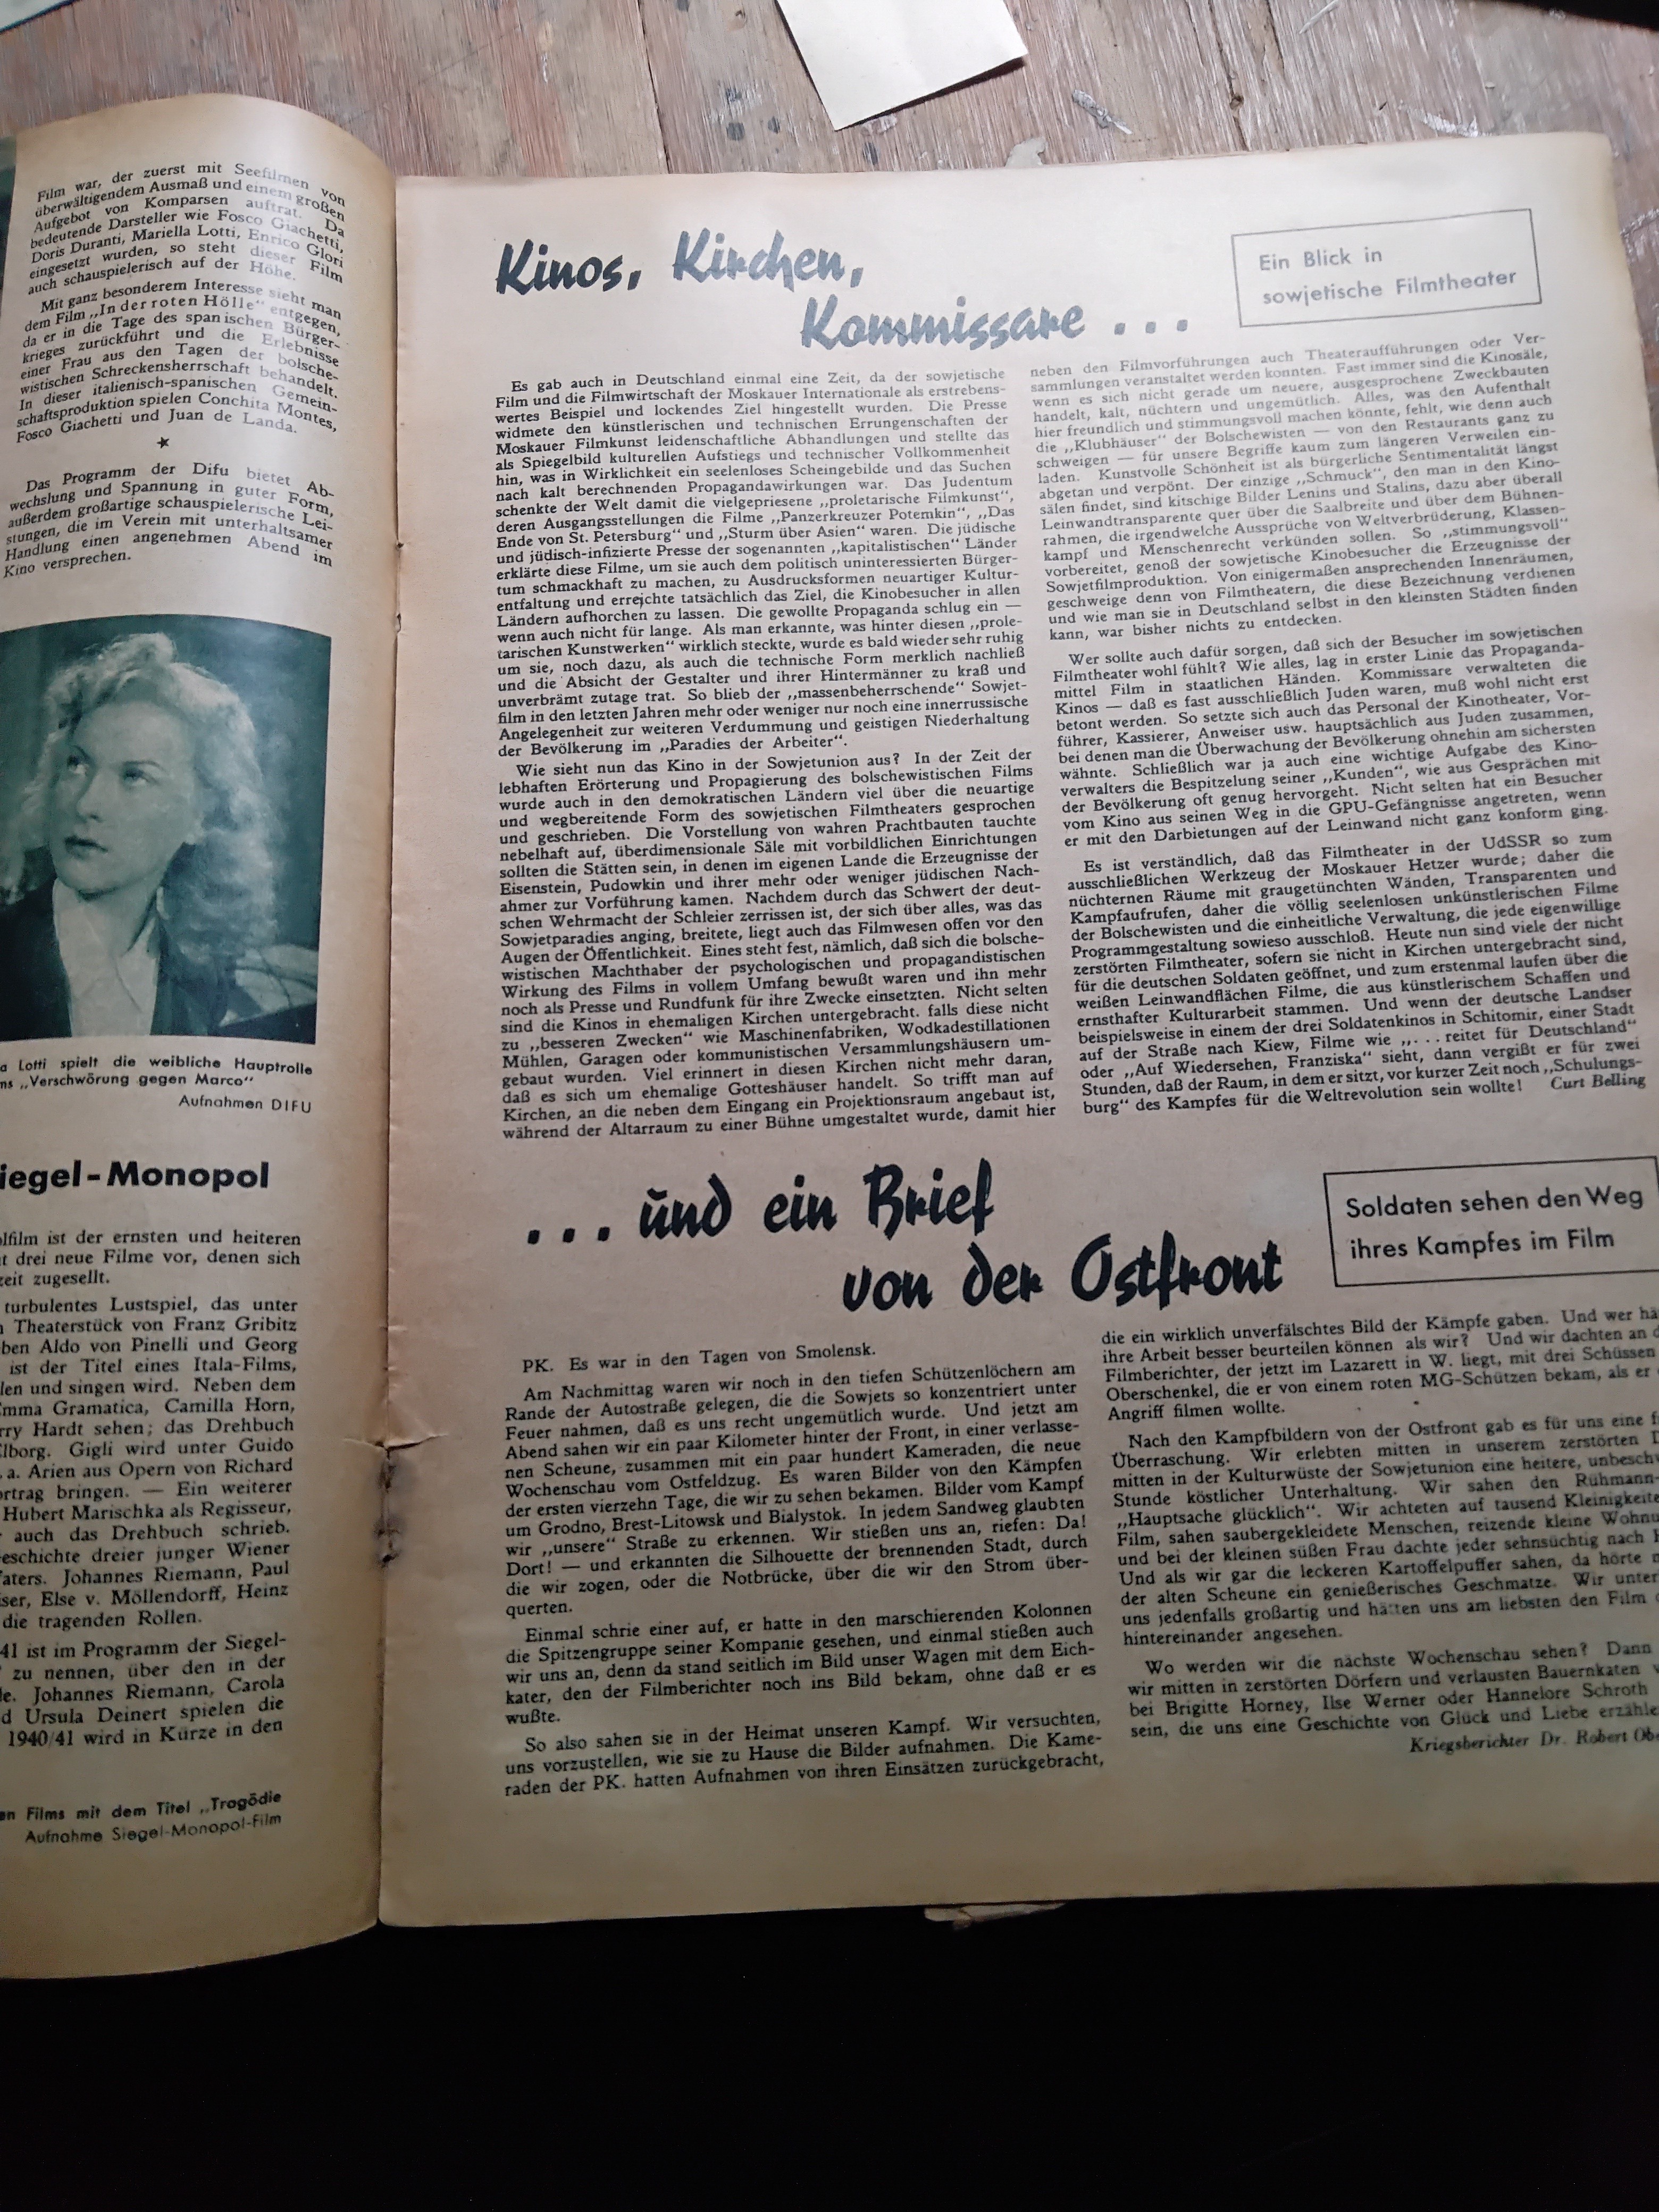 Film war, der zuerst mit Seefilmen von
überwältigendem Ausmaß und einem großen
Aufgebot von Komparsen auftrat. Da
bedeutende Darsteller wie Fosco Giachetti,
Doris Duranti, Mariella Lotti, Enrico Glori
eingesetzt wurden, so steht dieser Film
auch schauspielerisch auf der Höhe.
Mit ganz besonderem Interesse sieht man
dem Film „In der roten Hölle“ entgegen,
da er in die Tage des spanischen Bürger-
krieges zurückführt und die Erlebnisse
einer Frau aus den Tagen der bolsche-
wistischen Schreckensherrschaft behandelt.
In dieser italienisch-spanischen Gemein-
schaftsproduktion spielen Conchita Montes,
Fosco Giachetti und Juan de Landa.
★
Das Programm der Difu bietet Ab-
wechslung und Spannung in guter Form,
außerdem großartige schauspielerische Lei-
stungen, die im Verein mit unterhaltsamer
Handlung einen angenehmen Abend im
Kino versprechen.
a Lotti spielt die weibliche Hauptrolle
ms „Verschwörung gegen Marco“
Aufnahmen DIFU
iegel-Monopol
olfilm ist der ernsten und heiteren
t drei neue Filme vor, denen sich
zeit zugesellt.
turbulentes Lustspiel, das unter
n Theaterstück von Franz Gribitz
ben Aldo von Pinelli und Georg
ist der Titel eines Itala-Films,
len und singen wird. Neben dem
Emma Gramatica, Camilla Horn,
rry Hardt sehen; das Drehbuch
Elborg. Gigli wird unter Guido
. a. Arien aus Opern von Richard
ortrag bringen. — Ein weiterer
Hubert Marischka als Regisseur,
r auch das Drehbuch schrieb.
eschichte dreier junger Wiener
Vaters. Johannes Riemann, Paul
iser, Else v. Möllendorff, Heinz
die tragenden Rollen.
41 ist im Programm der Siegel-
" zu nennen, über den in der
de. Johannes Riemann, Carola
d Ursula Deinert spielen die
1940/41 wird in Kürze in den
en Films mit dem Titel „Tragödie
Aufnahme Siegel-Monopol-Film
Kinos, Kirchen,
Kommissare . . .
Ein Blick in
sowjetische Filmtheater
Es gab auch in Deutschland einmal eine Zeit, da der sowjetische
Film und die Filmwirtschaft der Moskauer Internationale als erstrebens-
wertes Beispiel und lockendes Ziel hingestellt wurden. Die Presse
widmete den künstlerischen und technischen Errungenschaften der
Moskauer Filmkunst leidenschaftliche Abhandlungen und stellte das
als Spiegelbild kulturellen Aufstiegs und technischer Vollkommenheit
hin, was in Wirklichkeit ein seelenloses Scheingebilde und das Suchen
nach kalt berechnenden Propagandawirkungen war. Das Judentum
schenkte der Welt damit die vielgepriesene „proletarische Filmkunst“,
deren Ausgangsstellungen die Filme „Panzerkreuzer Potemkin“, „Das
Ende von St. Petersburg“ und „Sturm über Asien“ waren. Die jüdische
und jüdisch-infizierte Presse der sogenannten „kapitalistischen“ Länder
erklärte diese Filme, um sie auch dem politisch uninteressierten Bürger-
tum schmackhaft zu machen, zu Ausdrucksformen neuartiger Kultur-
entfaltung und erreichte tatsächlich das Ziel, die Kinobesucher in allen
Ländern aufhorchen zu lassen. Die gewollte Propaganda schlug ein —
wenn auch nicht für lange. Als man erkannte, was hinter diesen „prole-
tarischen Kunstwerken“ wirklich steckte, wurde es bald wieder sehr ruhig
um sie, noch dazu, als auch die technische Form merklich nachließ
und die Absicht der Gestalter und ihrer Hintermänner zu kraß und
unverbrämt zutage trat. So blieb der „massenbeherrschende“ Sowjet-
film in den letzten Jahren mehr oder weniger nur noch eine innerrussische
Angelegenheit zur weiteren Verdummung und geistigen Niederhaltung
der Bevölkerung im „Paradies der Arbeiter“.
Wie sieht nun das Kino in der Sowjetunion aus? In der Zeit der
lebhaften Erörterung und Propagierung des bolschewistischen Films
wurde auch in den demokratischen Ländern viel über die neuartige
und wegbereitende Form des sowjetischen Filmtheaters gesprochen
und geschrieben. Die Vorstellung von wahren Prachtbauten tauchte
nebelhaft auf, überdimensionale Säle mit vorbildlichen Einrichtungen
sollten die Stätten sein, in denen im eigenen Lande die Erzeugnisse der
Eisenstein, Pudowkin und ihrer mehr oder weniger jüdischen Nach-
ahmer zur Vorführung kamen. Nachdem durch das Schwert der deut-
schen Wehrmacht der Schleier zerrissen ist, der sich über alles, was das
Sowjetparadies anging, breitete, liegt auch das Filmwesen offen vor den
Augen der Öffentlichkeit. Eines steht fest, nämlich, daß sich die bolsche-
wistischen Machthaber der psychologischen und propagandistischen
Wirkung des Films in vollem Umfang bewußt waren und ihn mehr
noch als Presse und Rundfunk für ihre Zwecke einsetzten. Nicht selten
sind die Kinos in ehemaligen Kirchen untergebracht. falls diese nicht
zu „besseren Zwecken“ wie Maschinenfabriken, Wodkadestillationen
Mühlen, Garagen oder kommunistischen Versammlungshäusern um-
gebaut wurden. Viel erinnert in diesen Kirchen nicht mehr daran,
daß es sich um ehemalige Gotteshäuser handelt. So trifft man auf
Kirchen, an die neben dem Eingang ein Projektionsraum angebaut ist,
während der Altarraum zu einer Bühne umgestaltet wurde, damit hier
neben den Filmvorführungen auch Theateraufführungen oder Ver-
sammlungen veranstaltet werden konnten. Fast immer sind die Kinosäle,
wenn es sich nicht gerade um neuere, ausgesprochene Zweckbauten
handelt, kalt, nüchtern und ungemütlich. Alles, was den Aufenthalt
hier freundlich und stimmungsvoll machen könnte, fehlt, wie denn auch
die „Klubhäuser“ der Bolschewisten — von den Restaurants ganz zu
schweigen — für unsere Begriffe kaum zum längeren Verweilen ein-
laden. Kunstvolle Schönheit ist als bürgerliche Sentimentalität längst
abgetan und verpönt. Der einzige „Schmuck“, den man in den Kino-
sälen findet, sind kitschige Bilder Lenins und Stalins, dazu aber überall
Leinwandtransparente quer über die Saalbreite und über dem Bühnen-
rahmen, die irgendwelche Aussprüche von Weltverbrüderung, Klassen-
kampf und Menschenrecht verkünden sollen. So „stimmungsvoll“
vorbereitet, genoß der sowjetische Kinobesucher die Erzeugnisse der
Sowjetfilmproduktion. Von einigermaßen ansprechenden Innenräumen,
geschweige denn von Filmtheatern, die diese Bezeichnung verdienen
und wie man sie in Deutschland selbst in den kleinsten Städten finden
kann, war bisher nichts zu entdecken.
Wer sollte auch dafür sorgen, daß sich der Besucher im sowjetischen
Filmtheater wohl fühlt? Wie alles, lag in erster Linie das Propaganda-
mittel Film in staatlichen Händen. Kommissare verwalteten die
Kinos — daß es fast ausschließlich Juden waren, muß wohl nicht erst
betont werden. So setzte sich auch das Personal der Kinotheater, Vor-
führer, Kassierer, Anweiser usw. hauptsächlich aus Juden zusammen,
bei denen man die Überwachung der Bevölkerung ohnehin am sichersten
wähnte. Schließlich war ja auch eine wichtige Aufgabe des Kino-
verwalters die Bespitzelung seiner „Kunden“, wie aus Gesprächen mit
der Bevölkerung oft genug hervorgeht. Nicht selten hat ein Besucher
vom Kino aus seinen Weg in die GPU-Gefängnisse angetreten, wenn
er mit den Darbietungen auf der Leinwand nicht ganz konform ging.
Es ist verständlich, daß das Filmtheater in der UdSSR so zum
ausschließlichen Werkzeug der Moskauer Hetzer wurde; daher die
nüchternen Räume mit graugetünchten Wänden, Transparenten und
Kampfaufrufen, daher die völlig seelenlosen unkünstlerischen Filme
der Bolschewisten und die einheitliche Verwaltung, die jede eigenwillige
Programmgestaltung sowieso ausschloß. Heute nun sind viele der nicht
zerstörten Filmtheater, sofern sie nicht in Kirchen untergebracht sind,
für die deutschen Soldaten geöffnet, und zum erstenmal laufen über die
weißen Leinwandflächen Filme, die aus künstlerischem Schaffen und
ernsthafter Kulturarbeit stammen. Und wenn der deutsche Landser
beispielsweise in einem der drei Soldatenkinos in Schitomir, einer Stadt
auf der Straße nach Kiew, Filme wie „. . . reitet für Deutschland“
oder „Auf Wiedersehen, Franziska“ sieht, dann vergißt er für zwei
Stunden, daß der Raum, in dem er sitzt, vor kurzer Zeit noch „Schulungs-
burg“ des Kampfes für die Weltrevolution sein wollte! Curt Belling
. . . und ein Brief
von der Ostfront
Soldaten sehen den Weg
ihres Kampfes im Film
PK. Es war in den Tagen von Smolensk.
Am Nachmittag waren wir noch in den tiefen Schützenlöchern am
Rande der Autostraße gelegen, die die Sowjets so konzentriert unter
Feuer nahmen, daß es uns recht ungemütlich wurde. Und jetzt am
Abend sahen wir ein paar Kilometer hinter der Front, in einer verlasse-
nen Scheune, zusammen mit ein paar hundert Kameraden, die neue
Wochenschau vom Ostfeldzug. Es waren Bilder von den Kämpfen
der ersten vierzehn Tage, die wir zu sehen bekamen. Bilder vom Kampf
um Grodno, Brest-Litowsk und Bialystok. In jedem Sandweg glaubten
wir „unsere“ Straße zu erkennen. Wir stießen uns an, riefen: Da!
Dort! — und erkannten die Silhouette der brennenden Stadt, durch
die wir zogen, oder die Notbrücke, über die wir den Strom über-
querten.
Einmal schrie einer auf, er hatte in den marschierenden Kolonnen
die Spitzengruppe seiner Kompanie gesehen, und einmal stießen auch
wir uns an, denn da stand seitlich im Bild unser Wagen mit dem Eich-
kater, den der Filmberichter noch ins Bild bekam, ohne daß er es
wußte.
So also sahen sie in der Heimat unseren Kampf. Wir versuchten,
uns vorzustellen, wie sie zu Hause die Bilder aufnahmen. Die Kame-
raden der PK. hatten Aufnahmen von ihren Einsätzen zurückgebracht,
die ein wirklich unverfälschtes Bild der Kämpfe gaben. Und wer hä
ihre Arbeit besser beurteilen können als wir? Und wir dachten an d
Filmberichter, der jetzt im Lazarett in W. liegt, mit drei Schüssen
Oberschenkel, die er von einem roten MG-Schützen bekam, als er
Angriff filmen wollte.
Nach den Kampfbildern von der Ostfront gab es für uns eine f
Überraschung. Wir erlebten mitten in unserem zerstörten D
mitten in der Kulturwüste der Sowjetunion eine heitere, unbeschw
Stunde köstlicher Unterhaltung. Wir sahen den Rühmann-
„Hauptsache glücklich“. Wir achteten auf tausend Kleinigkeite
Film, sahen saubergekleidete Menschen, reizende kleine Wohnu
und bei der kleinen süßen Frau dachte jeder sehnsüchtig nach H
Und als wir gar die leckeren Kartoffelpuffer sahen, da hörte m
der alten Scheune ein genießerisches Geschmatze. Wir unter
uns jedenfalls großartig und hätten uns am liebsten den Film
hintereinander angesehen.
Wo werden wir die nächste Wochenschau sehen? Dann
wir mitten in zerstörten Dörfern und verlausten Bauernkaten
bei Brigitte Horney, Ilse Werner oder Hannelore Schroth
sein, die uns eine Geschichte von Glück und Liebe erzähle
Kriegsberichter Dr. Robert Obe